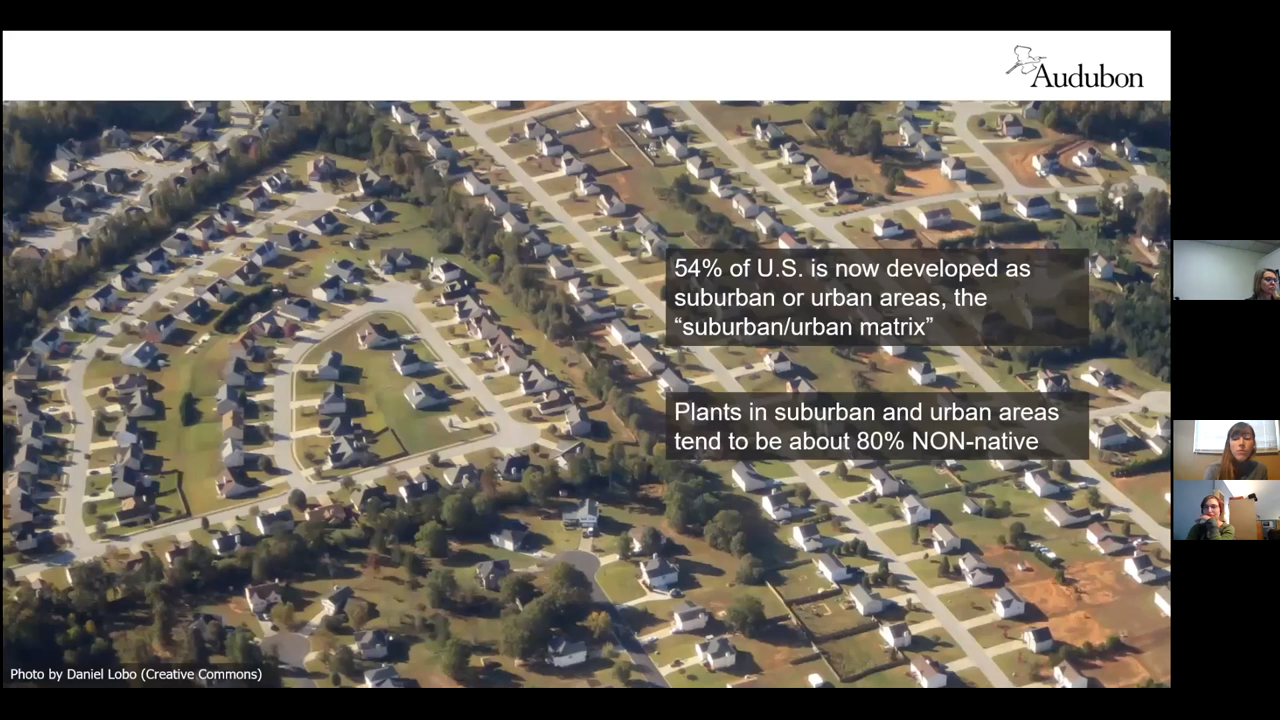 Audubon
54% of U.S. is now developed as
suburban or urban areas, the
“suburban/urban matrix”
Plants in suburban and urban areas
tend to be about 80% NON-native
Photo by Daniel Lobo (Creative Commons)